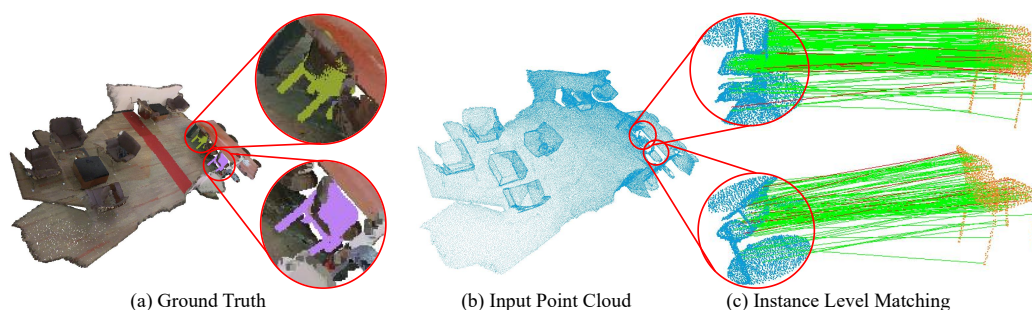 (a) Ground Truth
(b) Input Point Cloud
(c) Instance Level Matching